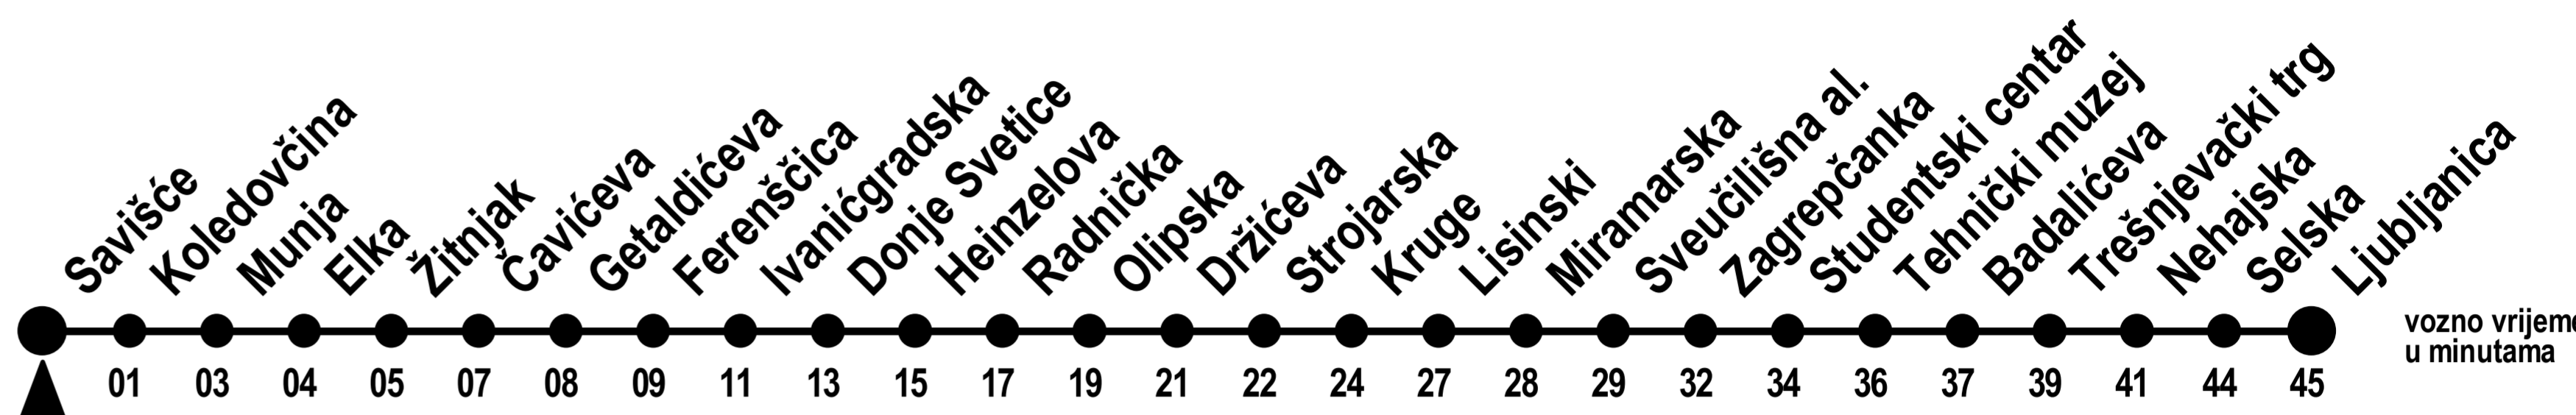 Savišće
Koledovčina
Munja
Elka
Žitnjak
Čavićeva
Getaldićeva
Ferenščica
Ivanićgradska
Donje Svetice
Heinzelova
Radnička
Olipska
Držićeva
Strojarska
Kruge
Lisinski
Miramarska
Sveučilišna al.
Zagrepčanka
Studentski centar
Tehnički muzej
Badalićeva
Trešnjevački trg
Nehajska
Selska
Ljubljanica
01 03 04 05 07 08 09 11 13 15 17 19 21 22 24 27 28 29 32 34 36 37 39 41 44 45
vozno vrijeme
u minutama